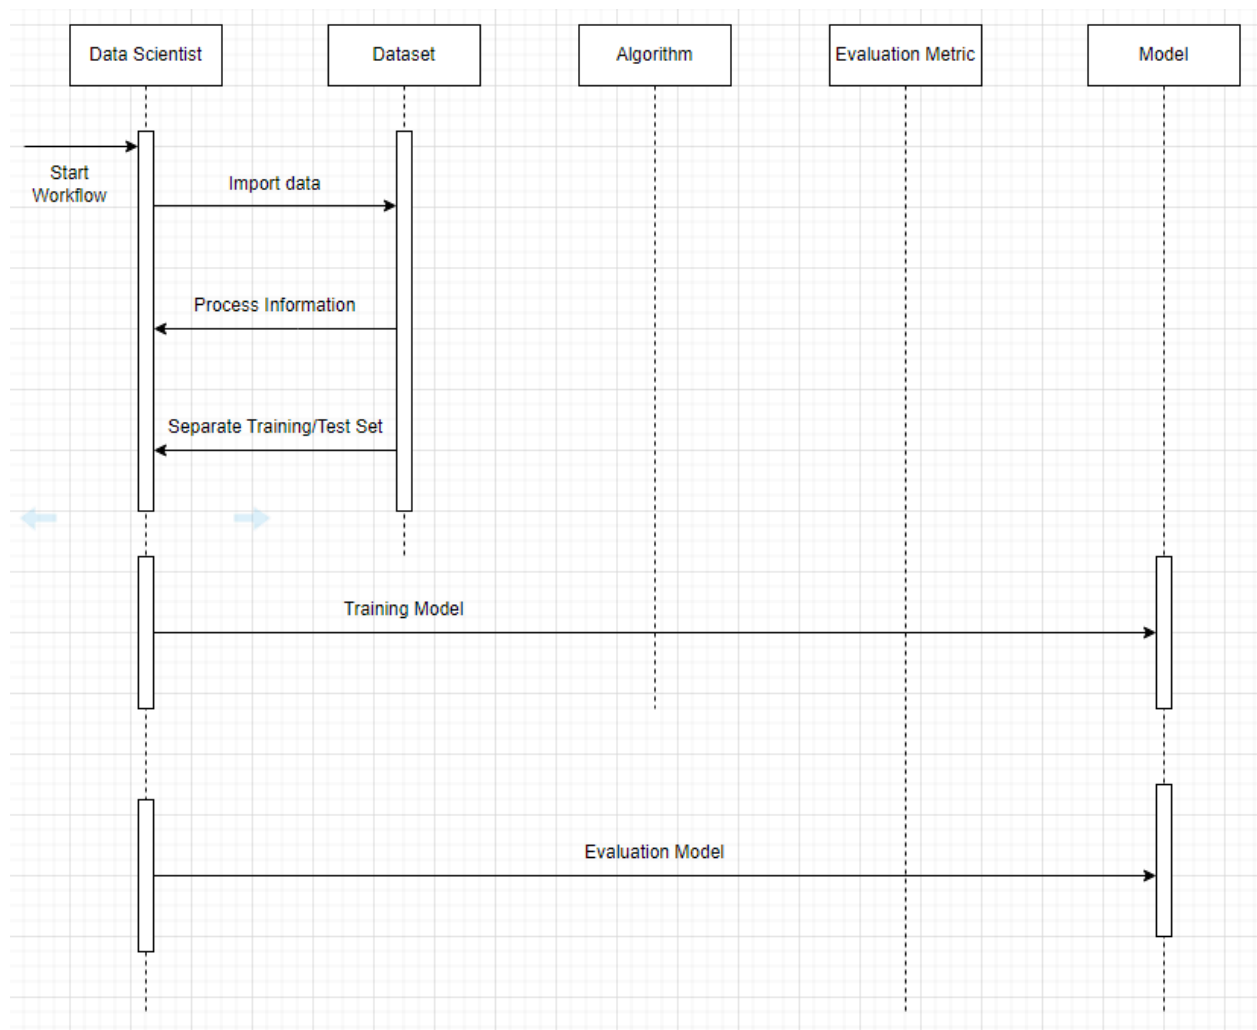 Data Scientist
Dataset
Algorithm
Evaluation Metric
Model
Start
Workflow
Import data
Process Information
Separate Training/Test Set
Training Model
Evaluation Model